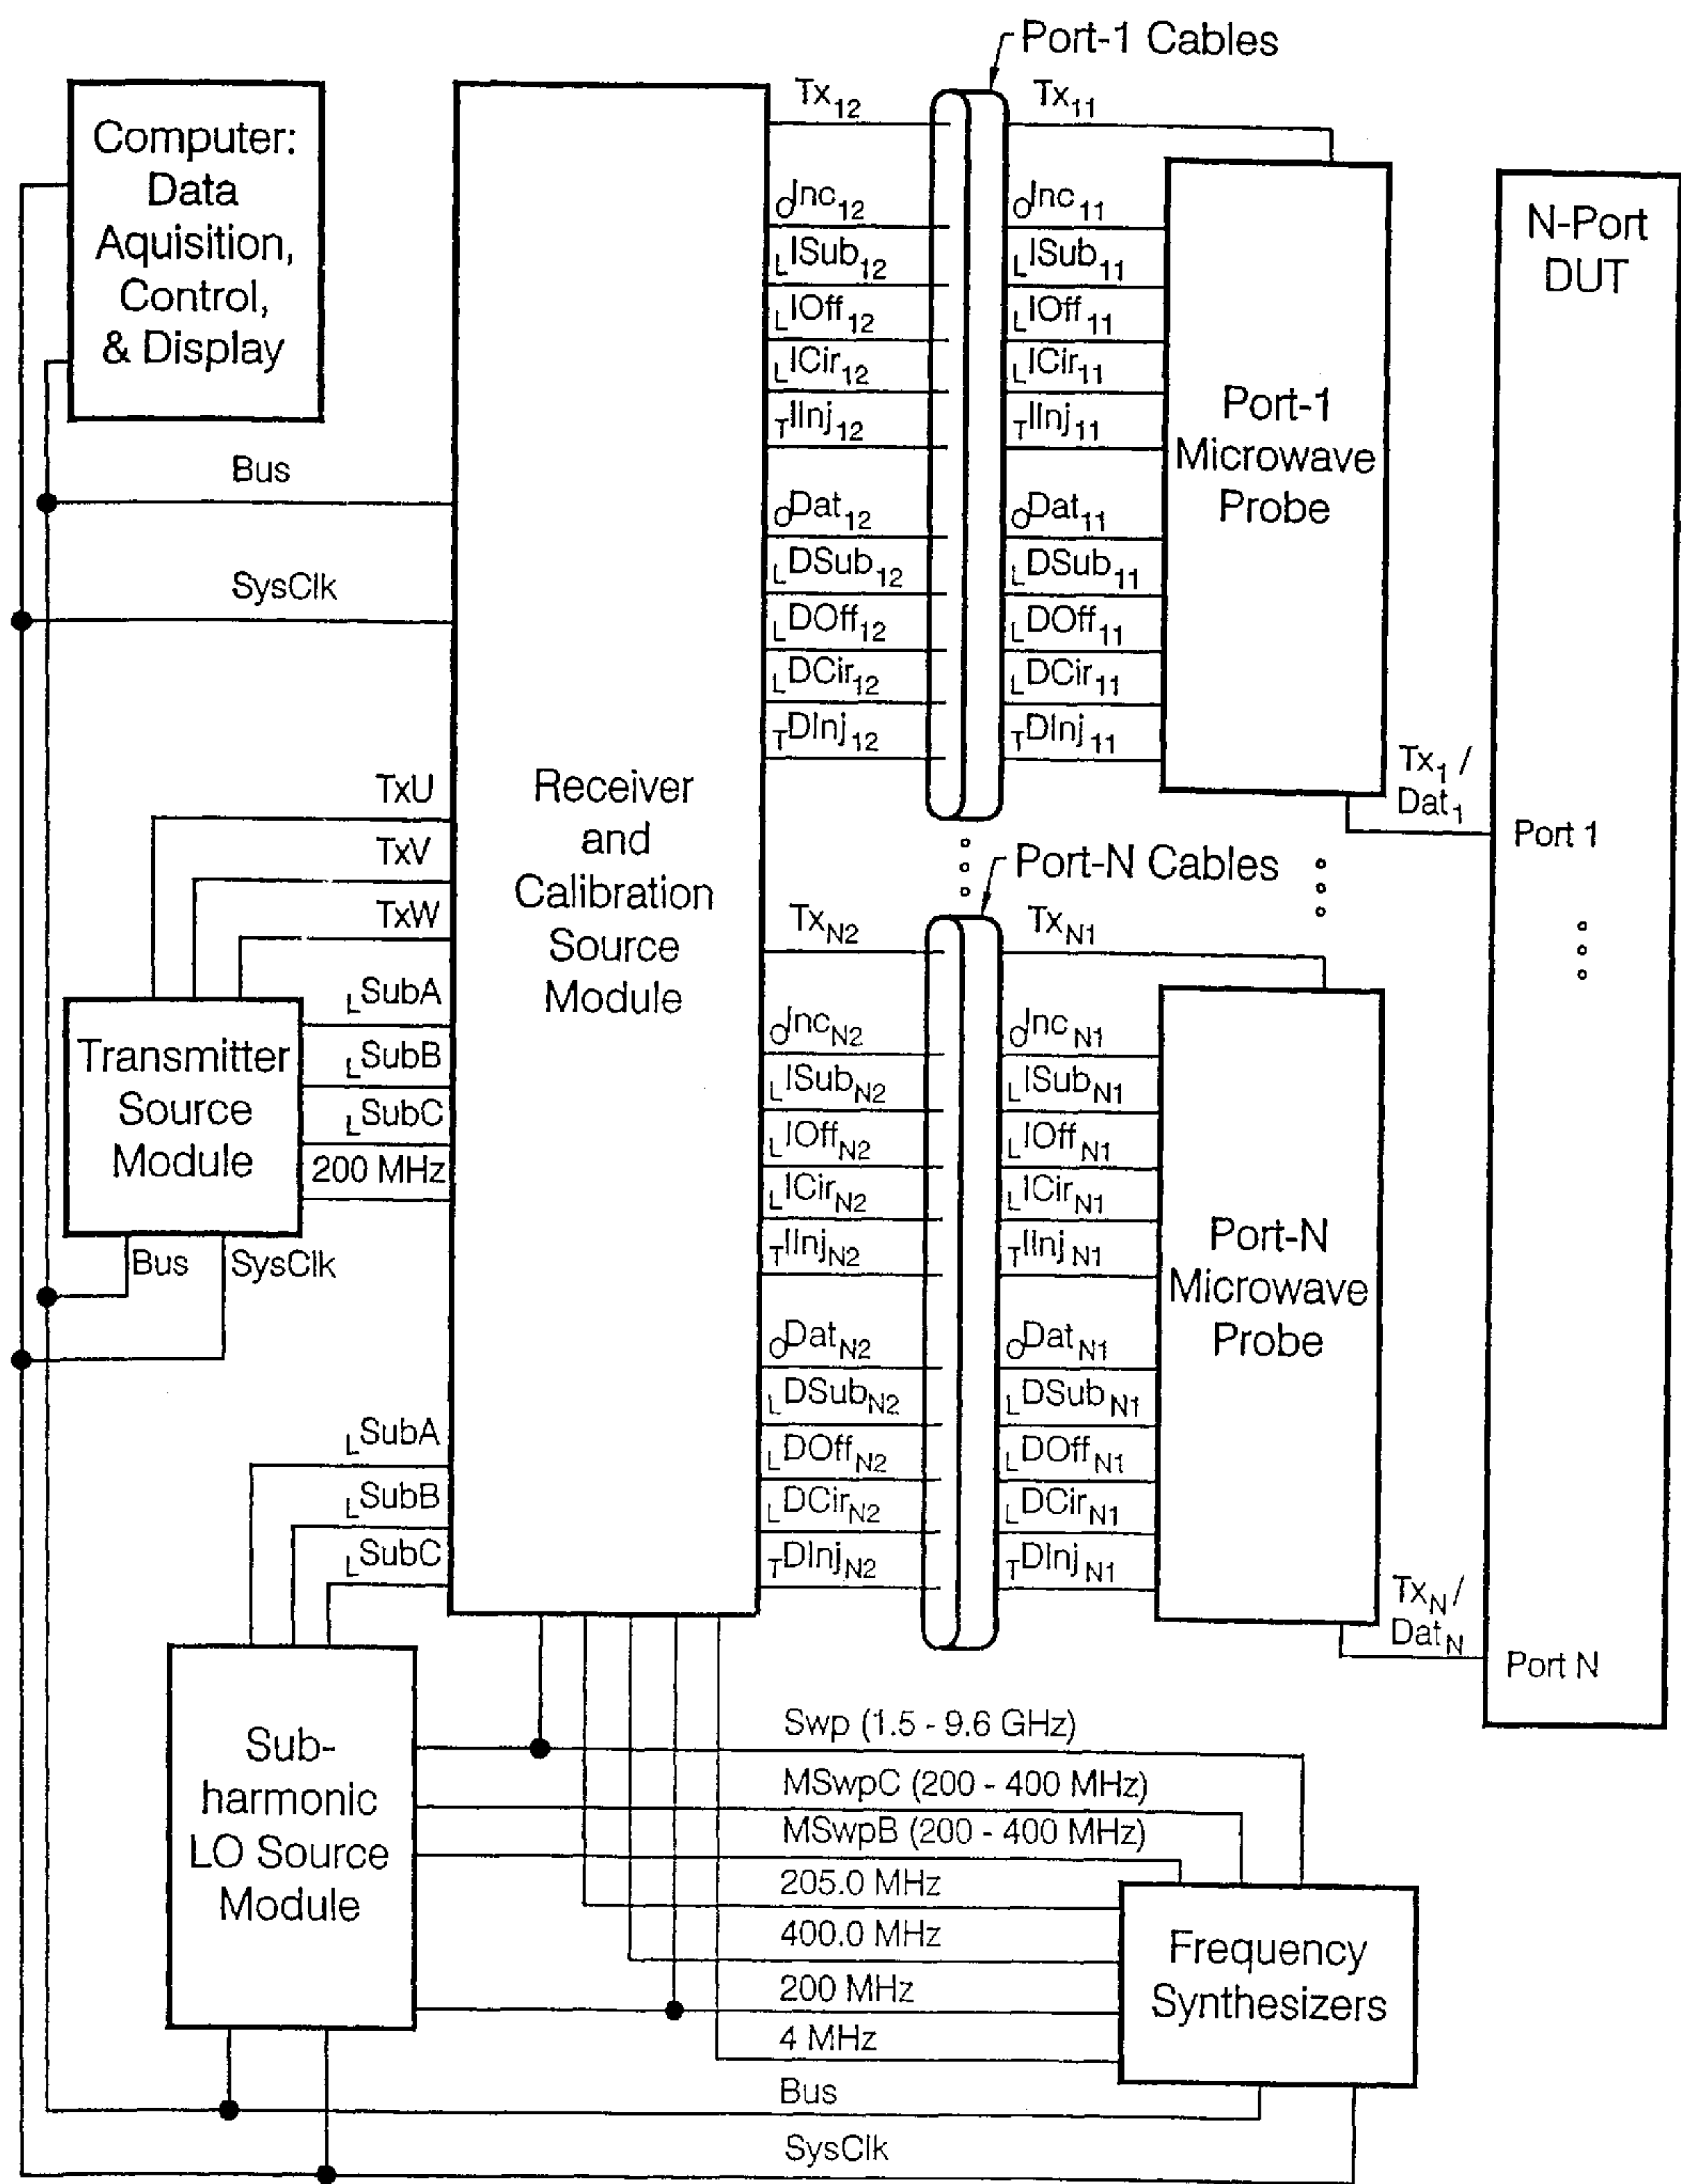 Port-1 Cables
Computer:
Data
Aquisition,
Control,
& Display
Bus
SysClk
TxU
TxV
TxW
LSubA
LSubB
LSubC
200 MHz
Transmitter
Source
Module
Bus
SysClk
LSubA
LSubB
LSubC
Sub-
harmonic
LO Source
Module
Receiver
and
Calibration
Source
Module
Tx12
OInc12
LISub12
LIOff12
LICir12
TIInj12
ODat12
LDSub12
LDOff12
LDCir12
TDInj12
Tx11
OInc11
LISub11
LIOff11
LICir11
TIInj11
ODat11
LDSub11
LDOff11
LDCir11
TDInj11
Port-1
Microwave
Probe
Tx1 /
Dat1
N-Port
DUT
Port 1
Port-N Cables
TxN2
OIncN2
LISubN2
LIOffN2
LICirN2
TIInjN2
ODatN2
LDSubN2
LDOffN2
LDCirN2
TDInjN2
TxN1
OIncN1
LISubN1
LIOffN1
LICirN1
TIInjN1
ODatN1
LDSubN1
LDOffN1
LDCirN1
TDInjN1
Port-N
Microwave
Probe
TxN/
DatN
Port N
Swp (1.5 - 9.6 GHz)
MSwpC (200 - 400 MHz)
MSwpB (200 - 400 MHz)
205.0 MHz
400.0 MHz
200 MHz
4 MHz
Bus
SysClk
Frequency
Synthesizers